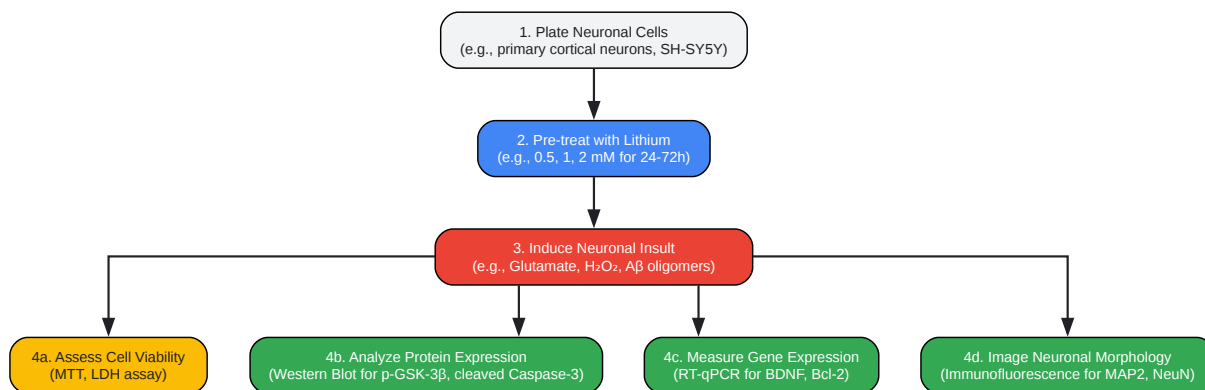 1. Plate Neuronal Cells
(e.g., primary cortical neurons, SH-SY5Y)
2. Pre-treat with Lithium
(e.g., 0.5, 1, 2 mM for 24-72h)
3. Induce Neuronal Insult
(e.g., Glutamate, H₂O₂, Aβ oligomers)
4a. Assess Cell Viability
(MTT, LDH assay)
4b. Analyze Protein Expression
(Western Blot for p-GSK-3β, cleaved Caspase-3)
4c. Measure Gene Expression
(RT-qPCR for BDNF, Bcl-2)
4d. Image Neuronal Morphology
(Immunofluorescence for MAP2, NeuN)